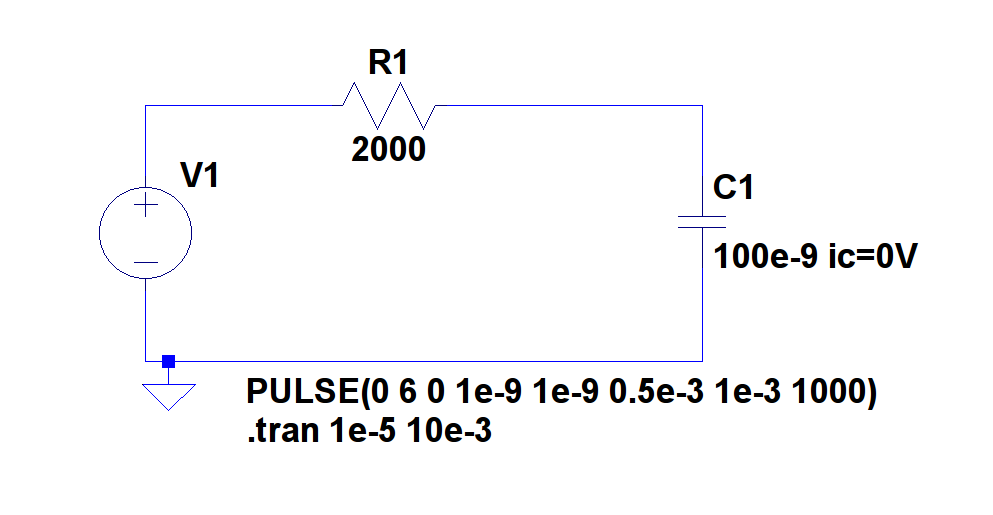 R1
2000
V1
C1
100e-9 ic=0V
PULSE(0 6 0 1e-9 1e-9 0.5e-3 1e-3 1000)
.tran 1e-5 10e-3